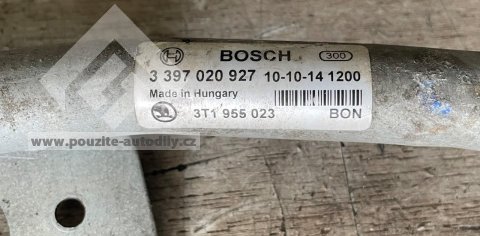 BOSCH 300
3 397 020 927 10-10-14 1200
Made in Hungary
3T1 955 023 BON
www.pouzite-autodily.cz